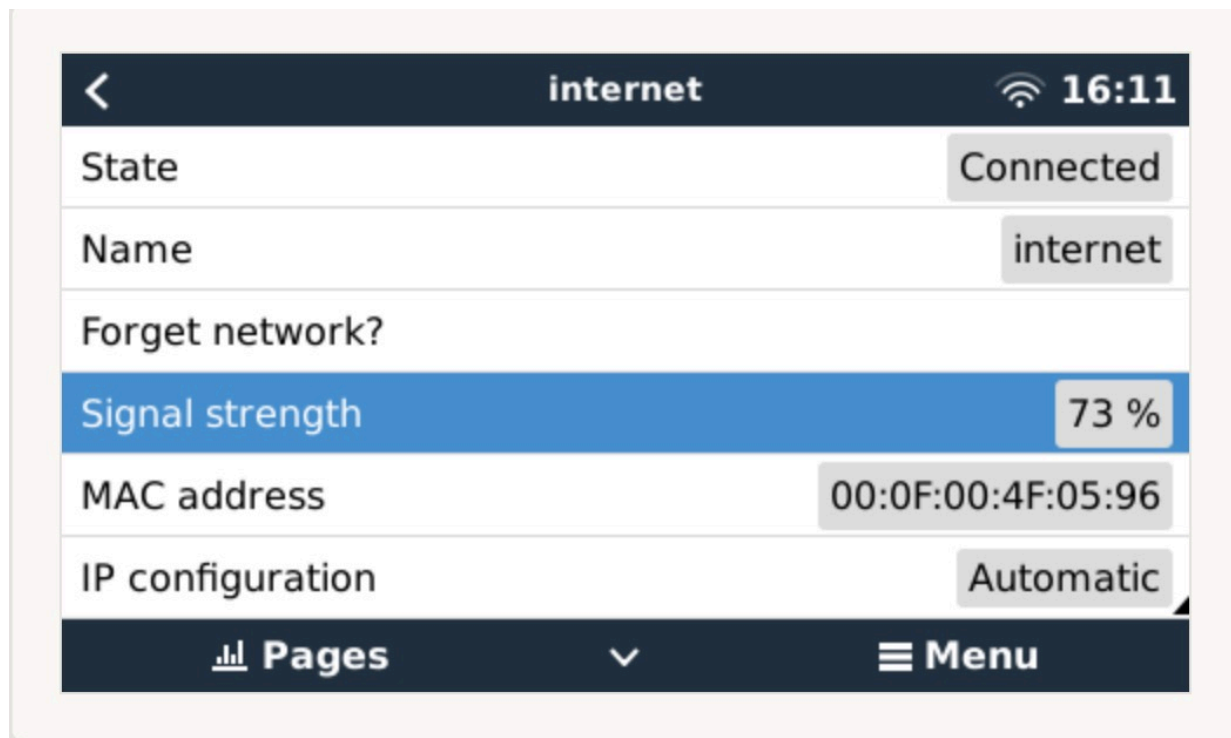 internet 16:11
State Connected
Name internet
Forget network?
Signal strength 73 %
MAC address 00:0F:00:4F:05:96
IP configuration Automatic
Pages Menu